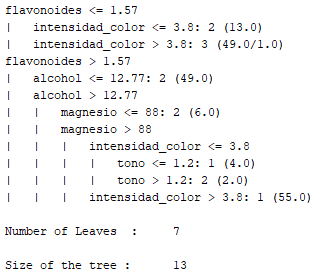 flavonoides <= 1.57
|   intensidad_color <= 3.8: 2 (13.0)
|   intensidad_color > 3.8: 3 (49.0/1.0)
flavonoides > 1.57
|   alcohol <= 12.77: 2 (49.0)
|   alcohol > 12.77
|   |   magnesio <= 88: 2 (6.0)
|   |   magnesio > 88
|   |   |   intensidad_color <= 3.8
|   |   |   |   tono <= 1.2: 1 (4.0)
|   |   |   |   tono > 1.2: 2 (2.0)
|   |   |   intensidad_color > 3.8: 1 (55.0)
Number of Leaves  :     7
Size of the tree :      13